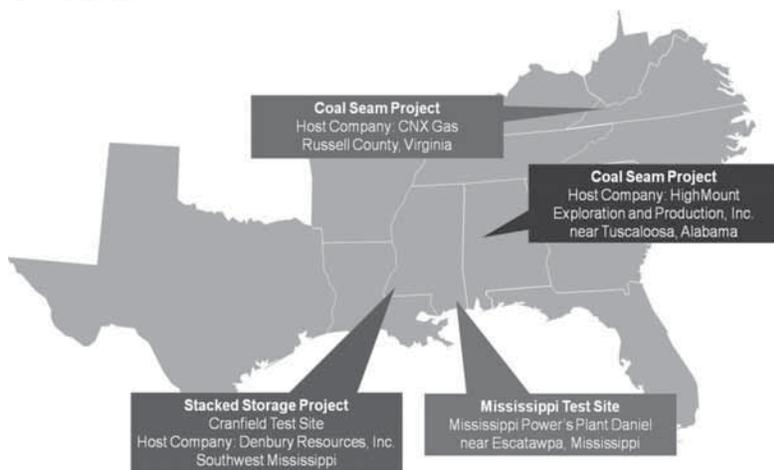 Coal Seam Project
Host Company: CNX Gas
Russell County, Virginia
Coal Seam Project
Host Company: HighMount
Exploration and Production, Inc.
near Tuscaloosa, Alabama
Stacked Storage Project
Cranfield Test Site
Host Company: Denbury Resources, Inc.
Southwest Mississippi
Mississippi Test Site
Mississippi Power's Plant Daniel
near Escatawpa, Mississippi